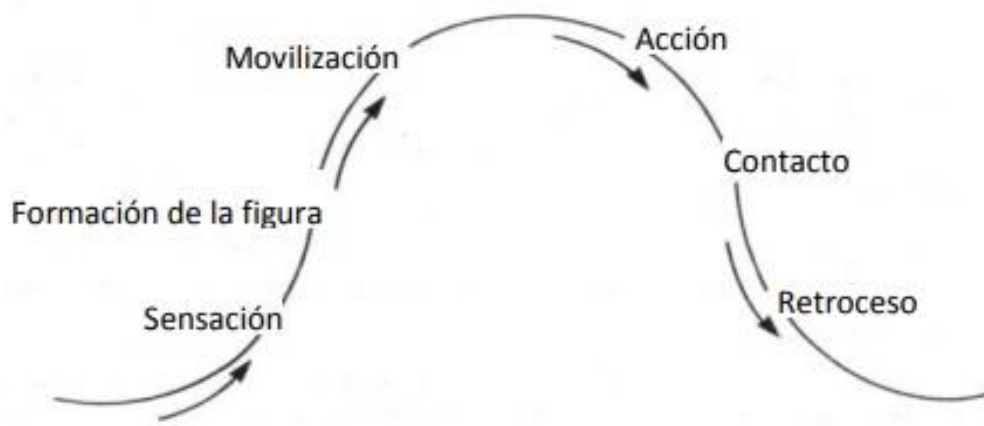 Movilización
Acción
Contacto
Formación de la figura
Retroceso
Sensación